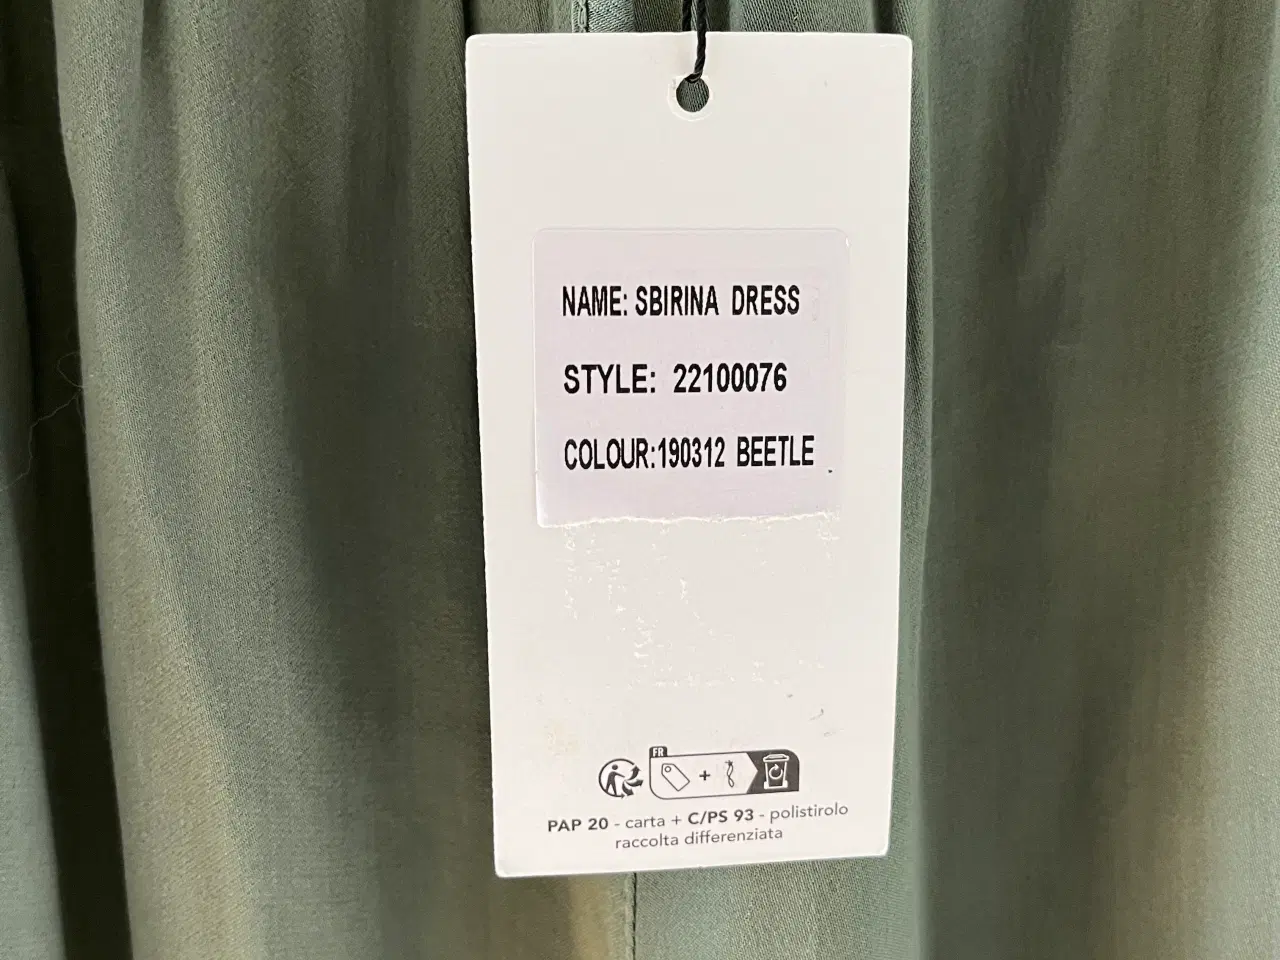 NAME: SBIRINA DRESS
STYLE: 22100076
COLOUR:190312 BEETLE
FR
+
PAP 20 - carta + C/PS 93 - polistirolo
raccolta differenziata